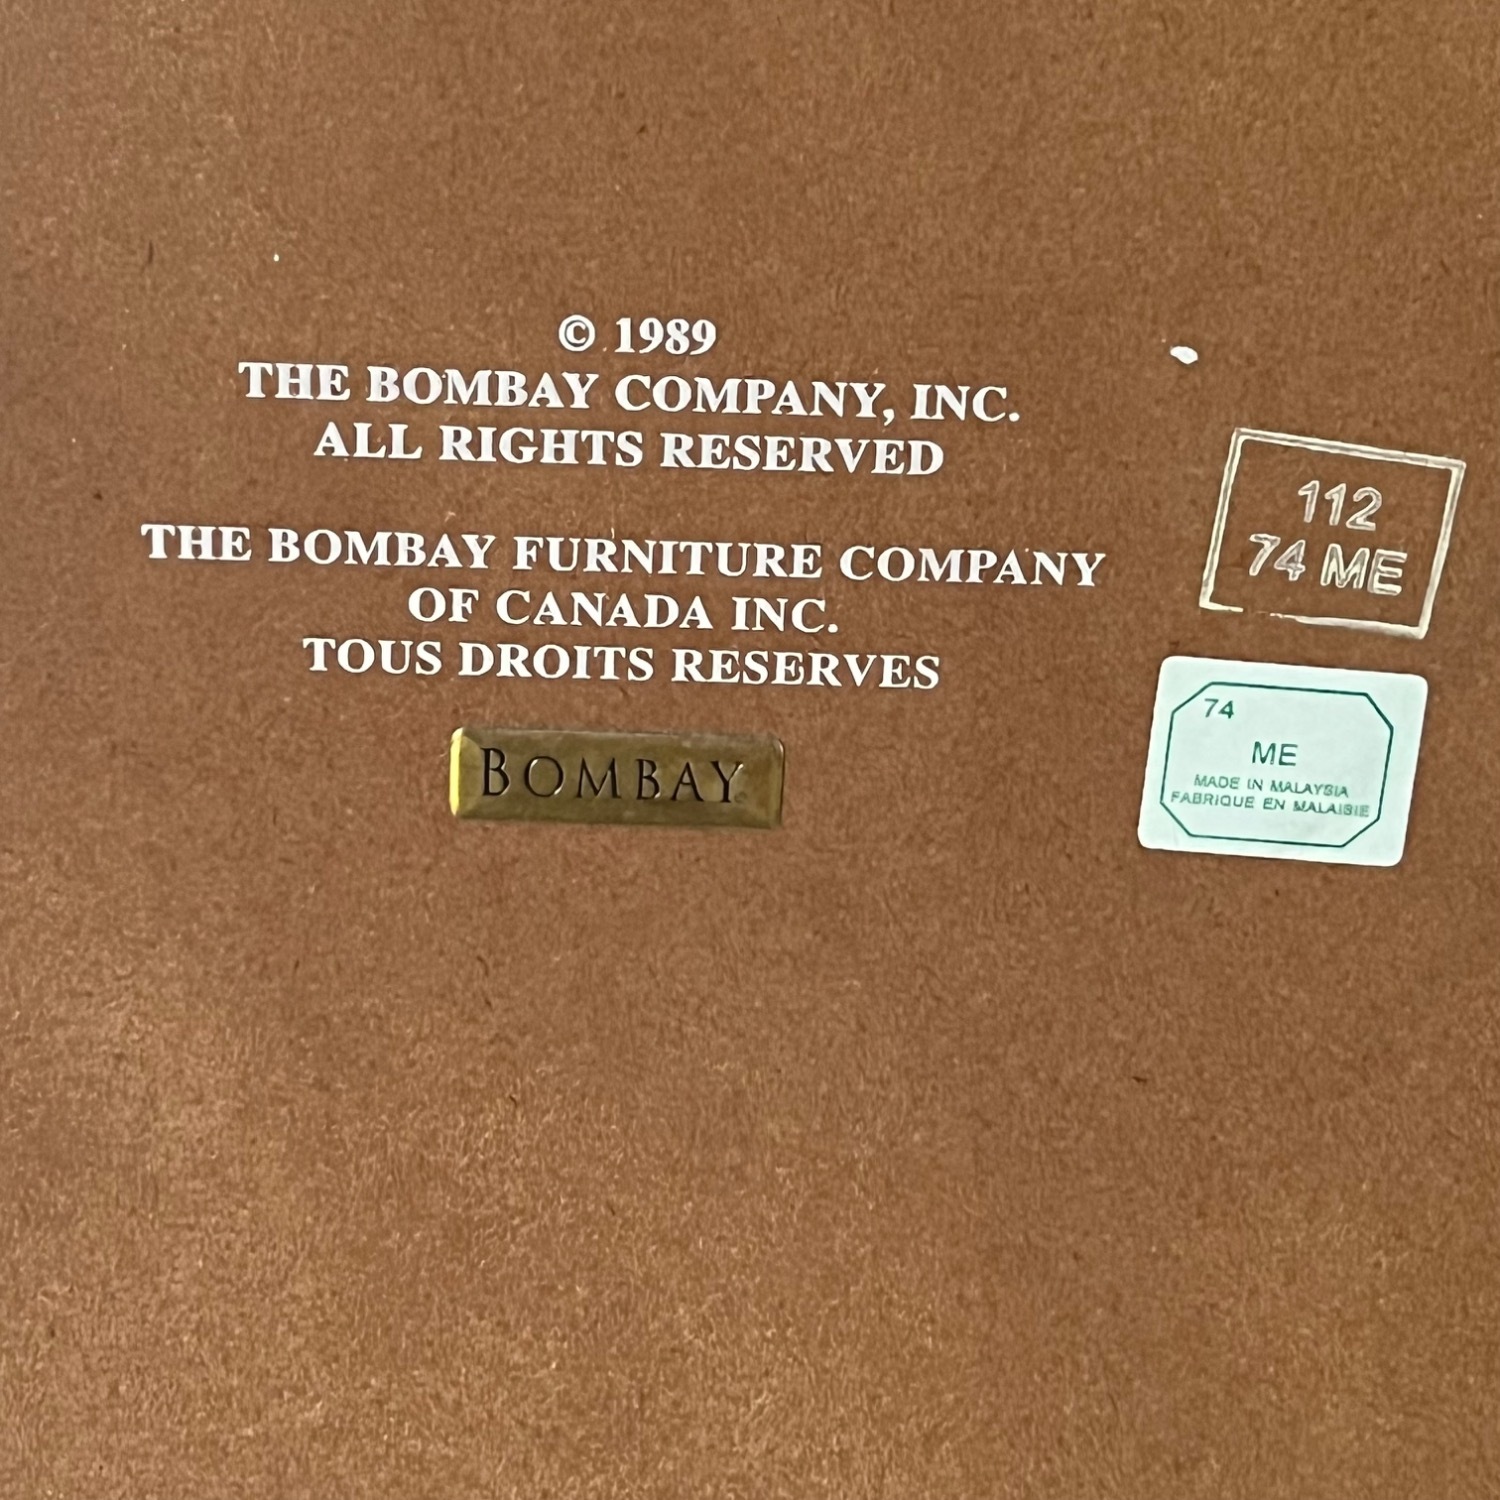 © 1989
THE BOMBAY COMPANY, INC.
ALL RIGHTS RESERVED
THE BOMBAY FURNITURE COMPANY
OF CANADA INC.
TOUS DROITS RESERVES
BOMBAY
112
74 ME
74
ME
MADE IN MALAYSIA
FABRIQUE EN MALAISIE